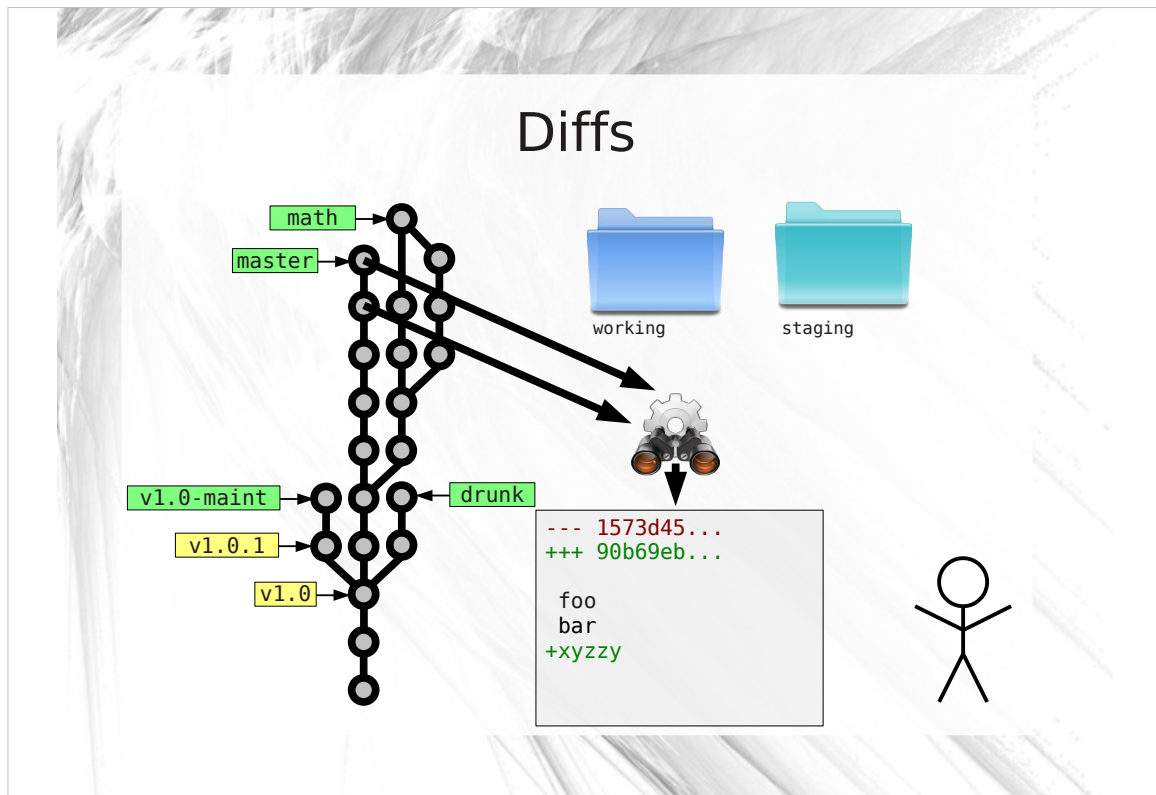 Diffs
math
master
working
staging
v1.0-maint
drunk
v1.0.1
v1.0
--- 1573d45...
+++ 90b69eb...
foo
bar
+xyzzy